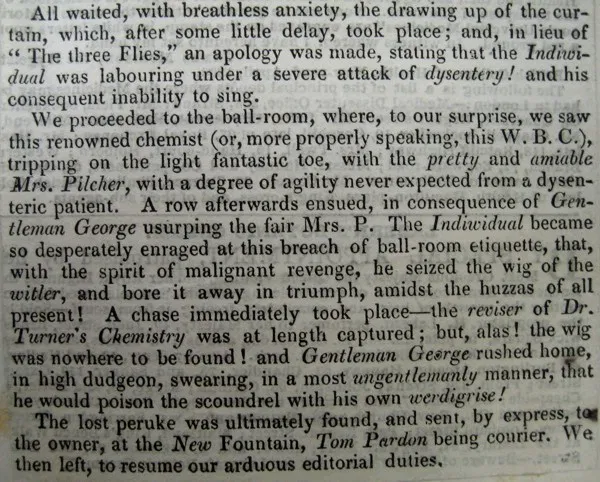 All waited, with breathless anxiety, the drawing up of the cur-
tain, which, after some little delay, took place; and, in lieu of
“ The three Flies,” an apology was made, stating that the Indiwi-
dual was labouring under a severe attack of dysentery! and his
consequent inability to sing.
We proceeded to the ball-room, where, to our surprise, we saw
this renowned chemist (or, more properly speaking, this W. B. C.),
tripping on the light fantastic toe, with the pretty and amiable
Mrs. Pilcher, with a degree of agility never expected from a dysen-
teric patient. A row afterwards ensued, in consequence of Gen-
tleman George usurping the fair Mrs. P. The Indiwidual became
so desperately enraged at this breach of ball-room etiquette, that,
with the spirit of malignant revenge, he seized the wig of the
witler, and bore it away in triumph, amidst the huzzas of all
present! A chase immediately took place—the reviser of Dr.
Turner's Chemistry was at length captured; but, alas! the wig
was nowhere to be found! and Gentleman George rushed home,
in high dudgeon, swearing, in a most ungentlemanly manner, that
he would poison the scoundrel with his own werdigrise!
The lost peruke was ultimately found, and sent, by express, to
the owner, at the New Fountain, Tom Pardon being courier. We
then left, to resume our arduous editorial duties.